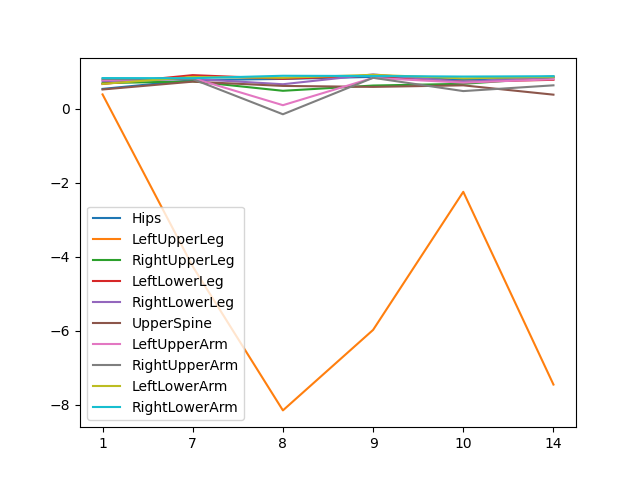 0
−2
−4
−6
−8
Hips
LeftUpperLeg
RightUpperLeg
LeftLowerLeg
RightLowerLeg
UpperSpine
LeftUpperArm
RightUpperArm
LeftLowerArm
RightLowerArm
1 7 8 9 10 14